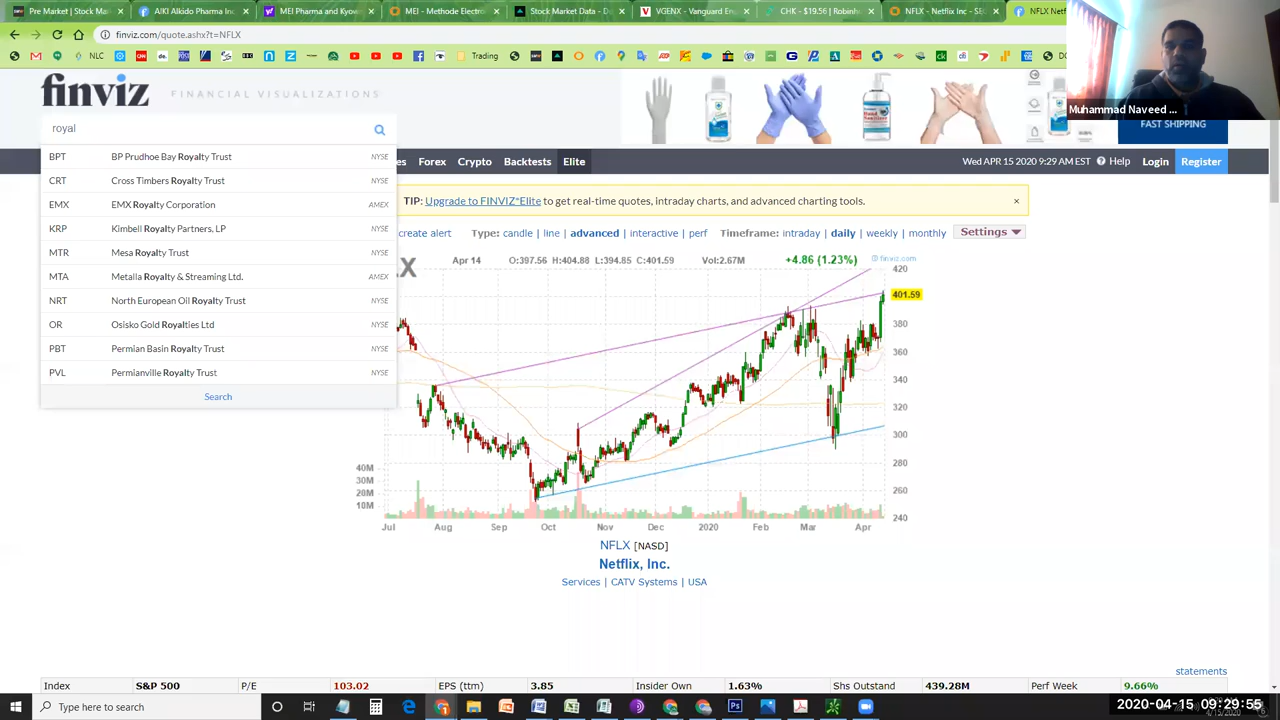 Pre Market | Stock Mark
AIKI AIkido Pharma Inc
MEI Pharma and Kyow
MEI - Methode Electro
Stock Market Data - D
VGENX - Vanguard En
CHK - $19.56 | Robinh
NFLX - Netflix Inc - SE
NFLX Net
finviz.com/quote.ashx?t=NFLX
NLC
Trading
Muhammad Naveed ...
finviz
FINANCIAL VISUALIZATIONS
FAST SHIPPING
royal
es Forex Crypto Backtests Elite
Wed APR 15 2020 9:29 AM EST Help Login Register
BPT BP Prudhoe Bay Royalty Trust NYSE
CRT Cross Timbers Royalty Trust NYSE
EMX EMX Royalty Corporation AMEX
KRP Kimbell Royalty Partners, LP NYSE
MTR Mesa Royalty Trust NYSE
MTA Metalla Royalty & Streaming Ltd. AMEX
NRT North European Oil Royalty Trust NYSE
OR Osisko Gold Royalties Ltd NYSE
PBT Permian Basin Royalty Trust NYSE
PVL Permianville Royalty Trust NYSE
Search
TIP: Upgrade to FINVIZ*Elite to get real-time quotes, intraday charts, and advanced charting tools. ×
create alert Type: candle | line | advanced | interactive | perf Timeframe: intraday | daily | weekly | monthly Settings
LX Apr 14 O:397.56 H:404.88 L:394.85 C:401.59 Vol:2.67M +4.86 (1.23%) © finviz.com
420
401.59
380
360
340
320
300
280
260
240
40M
30M
20M
10M
Jul Aug Sep Oct Nov Dec 2020 Feb Mar Apr
NFLX [NASD]
Netflix, Inc.
Services | CATV Systems | USA
statements
Index S&P 500 P/E 103.02 EPS (ttm) 3.85 Insider Own 1.63% Shs Outstand 439.28M Perf Week 9.66%
Type here to search
2020-04-15 09:29:55